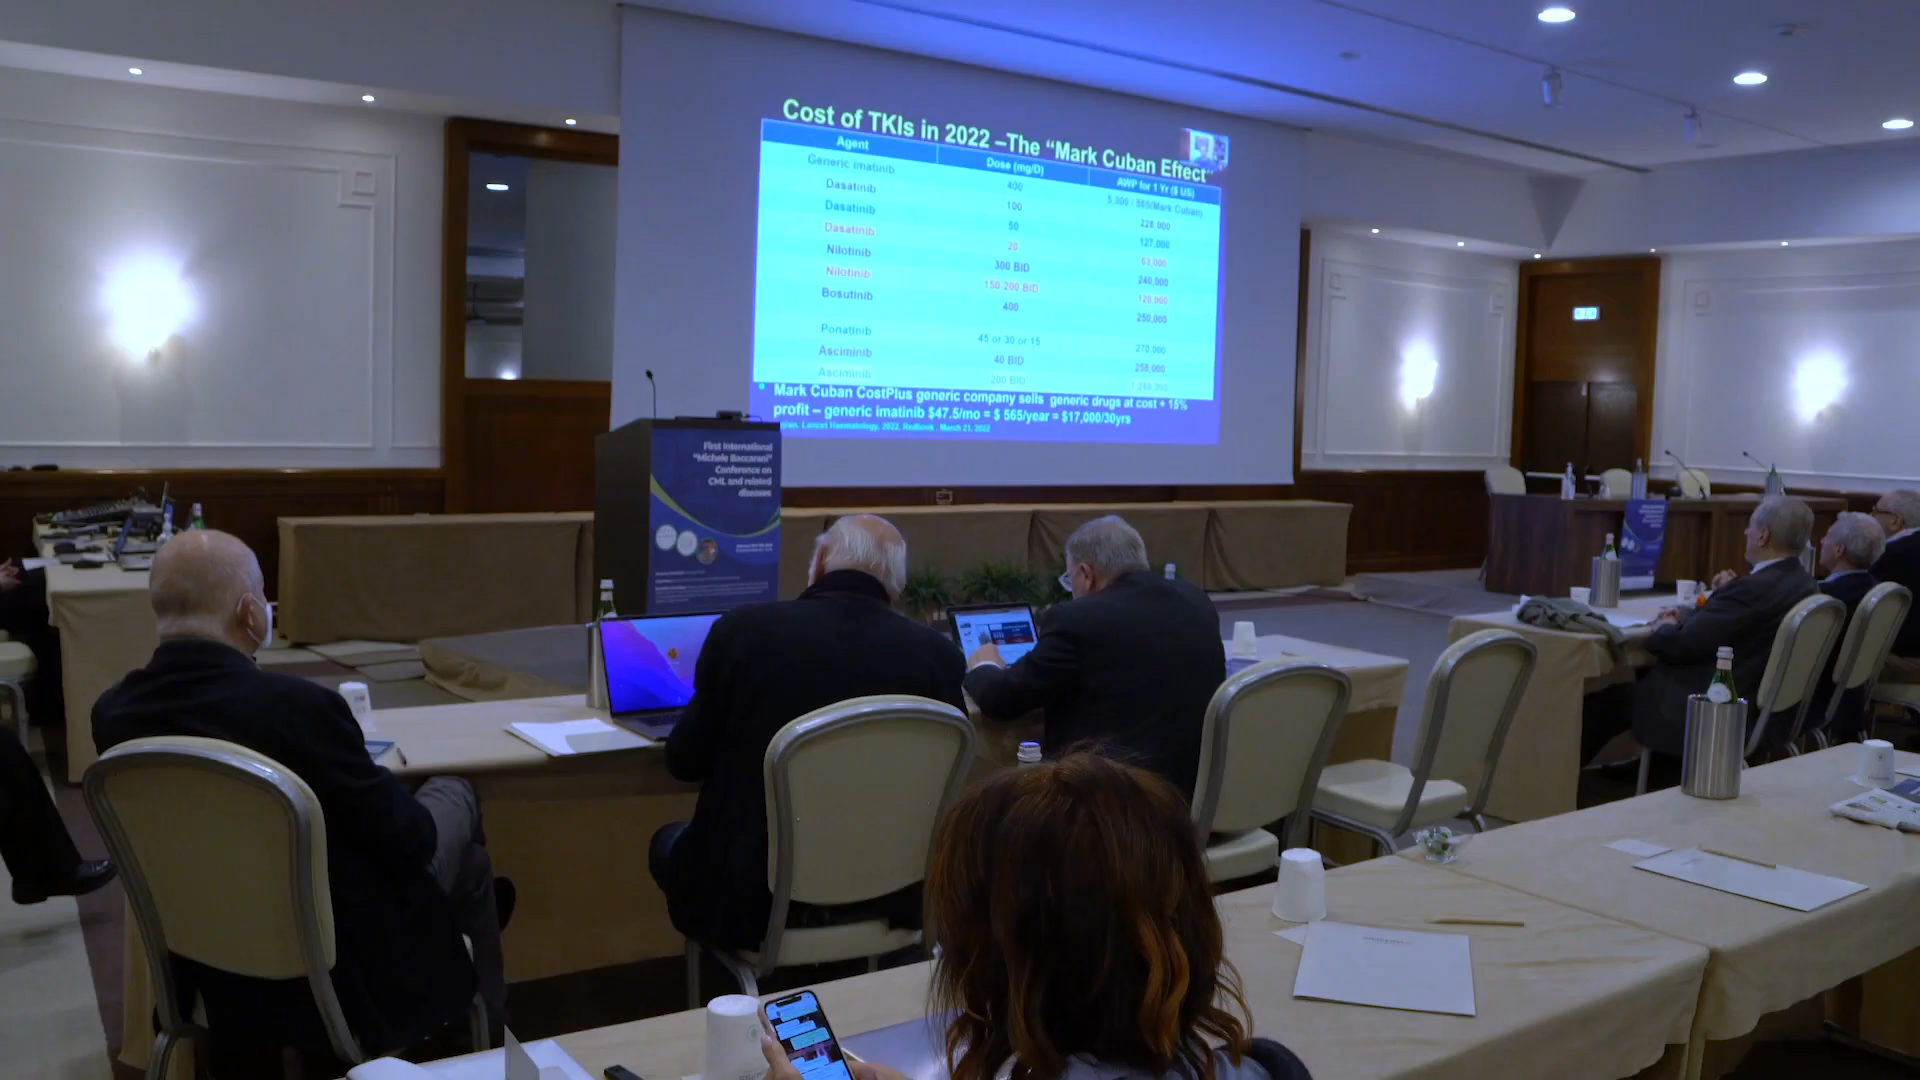 Cost of TKIs in 2022 –The “Mark Cuban Effect”
Agent Dose (mg/D) AWP for 1 Yr ($ US)
Generic Imatinib 400 5,300 / 565(Mark Cuban)
Dasatinib 100 228,000
Dasatinib 50 127,000
Dasatinib 20 63,000
Nilotinib 300 BID 240,000
Nilotinib 150-200 BID 120,000
Bosutinib 400 250,000
Ponatinib 45 or 30 or 15 270,000
Asciminib 40 BID 258,000
Asciminib 200 BID
Mark Cuban CostPlus generic company sells generic drugs at cost + 15%
profit – generic imatinib $47.5/mo = $ 565/year = $17,000/30yrs
Lancet Haematology, 2022. Redbook . March 21, 2022
First International
“Michele Baccarani”
Conference on
CML and related
diseases